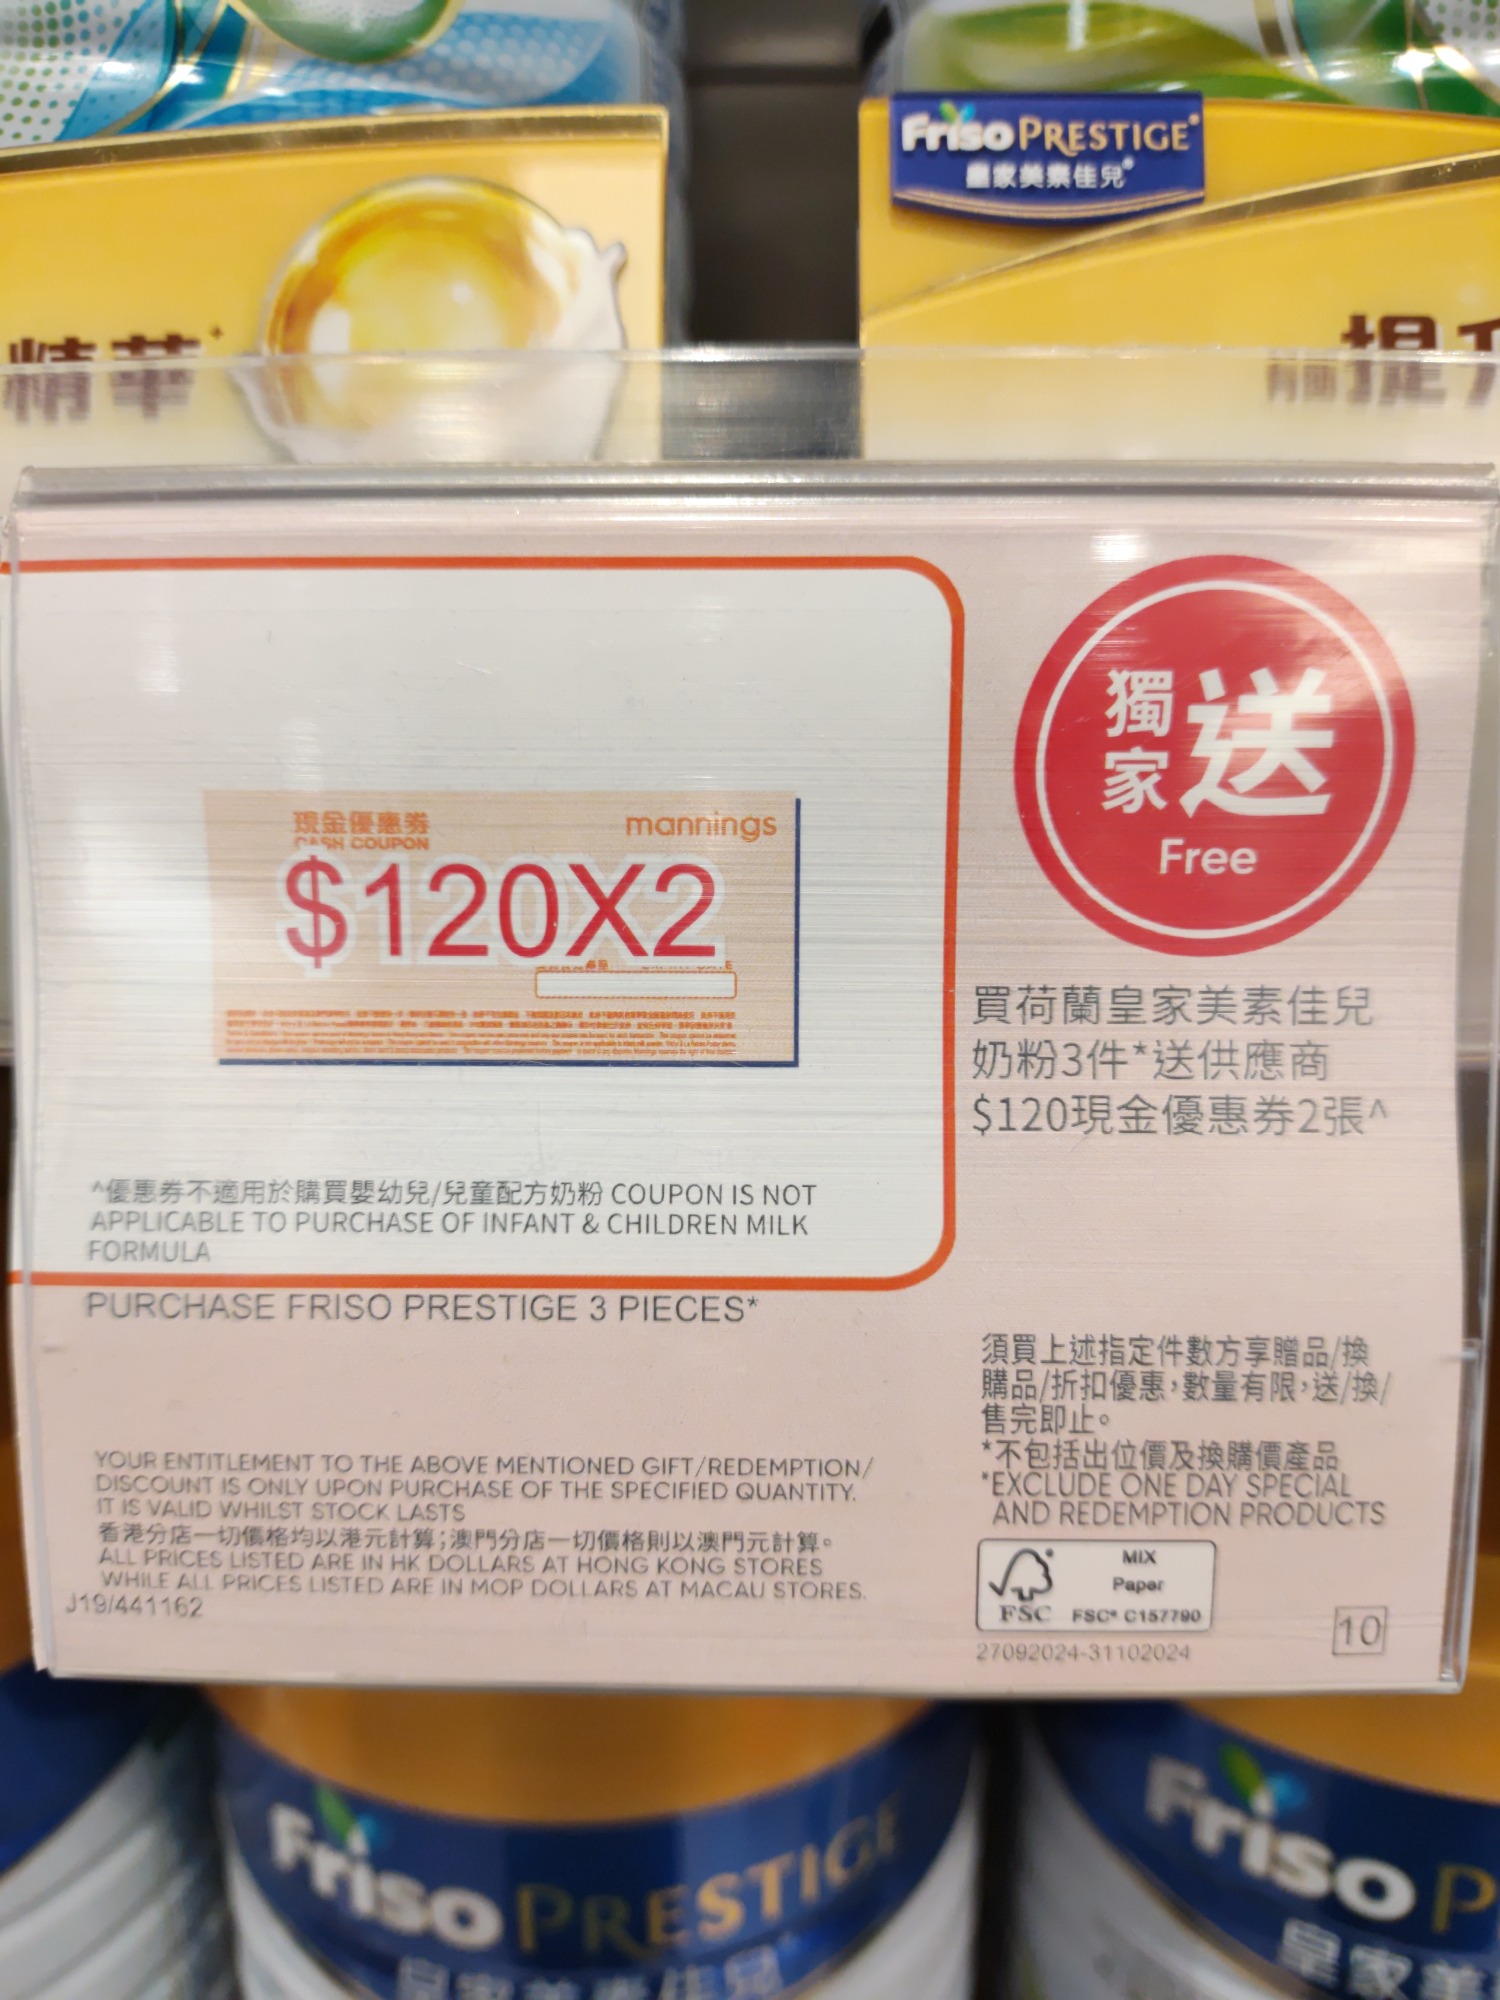 Friso PRESTIGE®
皇家美素佳兒®
精華+
提升
獨家 送
Free
現金優惠券
mannings
CASH COUPON
$120X2
買荷蘭皇家美素佳兒
奶粉3件*送供應商
$120現金優惠券2張^
^優惠券不適用於購買嬰幼兒/兒童配方奶粉 COUPON IS NOT
APPLICABLE TO PURCHASE OF INFANT & CHILDREN MILK
FORMULA
PURCHASE FRISO PRESTIGE 3 PIECES*
須買上述指定件數方享贈品/換
購品/折扣優惠，數量有限，送/換/
售完即止。
*不包括出位價及換購價產品
*EXCLUDE ONE DAY SPECIAL
AND REDEMPTION PRODUCTS
YOUR ENTITLEMENT TO THE ABOVE MENTIONED GIFT/REDEMPTION/
DISCOUNT IS ONLY UPON PURCHASE OF THE SPECIFIED QUANTITY.
IT IS VALID WHILST STOCK LASTS
香港分店一切價格均以港元計算；澳門分店一切價格則以澳門元計算。
ALL PRICES LISTED ARE IN HK DOLLARS AT HONG KONG STORES
WHILE ALL PRICES LISTED ARE IN MOP DOLLARS AT MACAU STORES.
J19/441162
MIX
Paper
FSC
FSC® C157790
27092024-31102024
10
Friso PRESTIGE
皇家美素佳兒
Friso P
皇家美